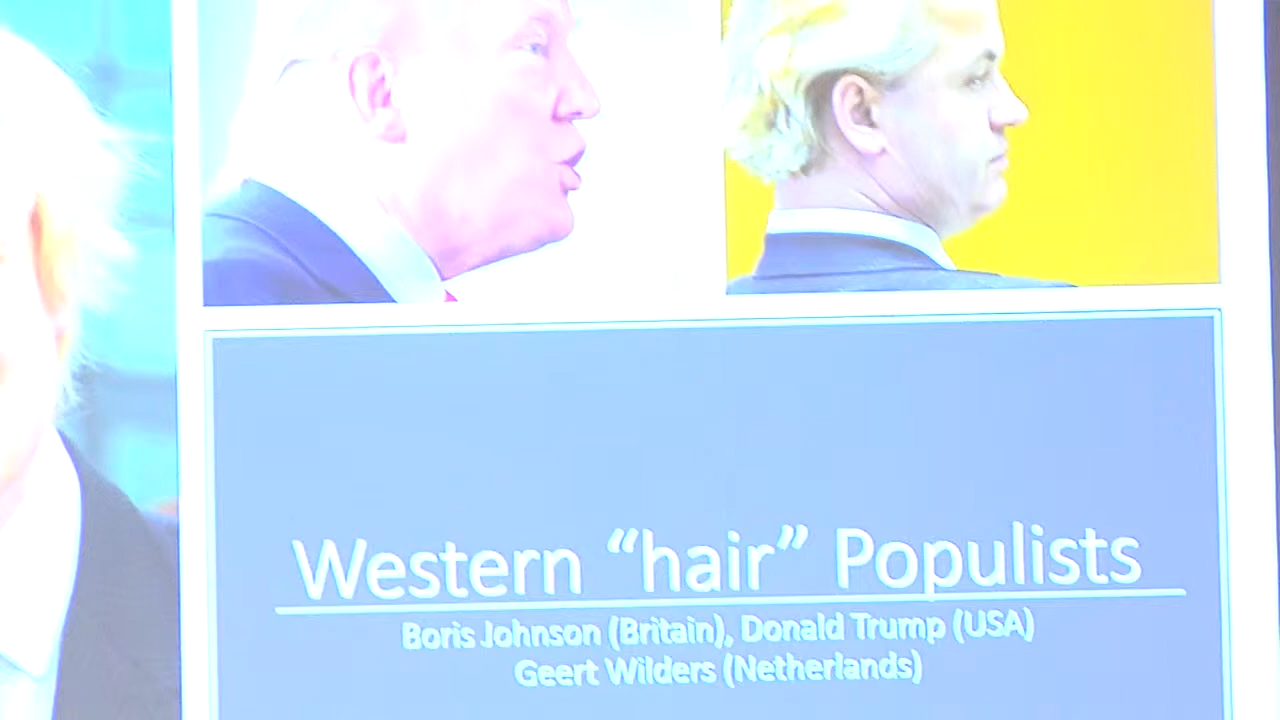 Western “hair” Populists
Boris Johnson (Britain), Donald Trump (USA)
Geert Wilders (Netherlands)